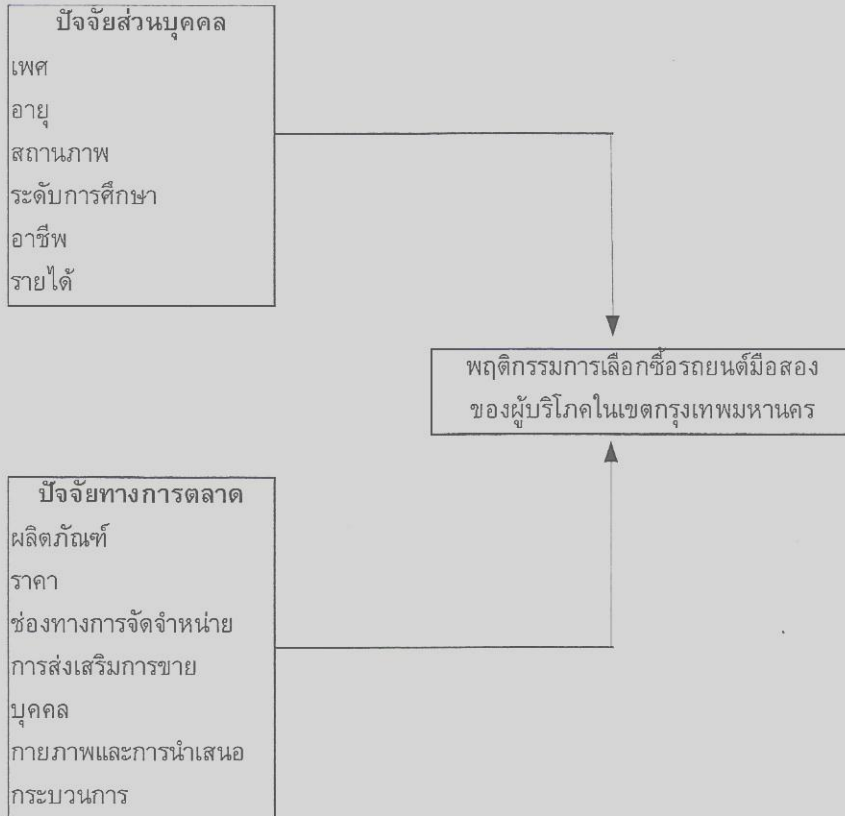 ปัจจัยส่วนบุคคล
เพศ
อายุ
สถานภาพ
ระดับการศึกษา
อาชีพ
รายได้
พฤติกรรมการเลือกซื้อรถยนต์มือสอง
ของผู้บริโภคในเขตกรุงเทพมหานคร
ปัจจัยทางการตลาด
ผลิตภัณฑ์
ราคา
ช่องทางการจัดจำหน่าย
การส่งเสริมการขาย
บุคคล
กายภาพและการนำเสนอ
กระบวนการ